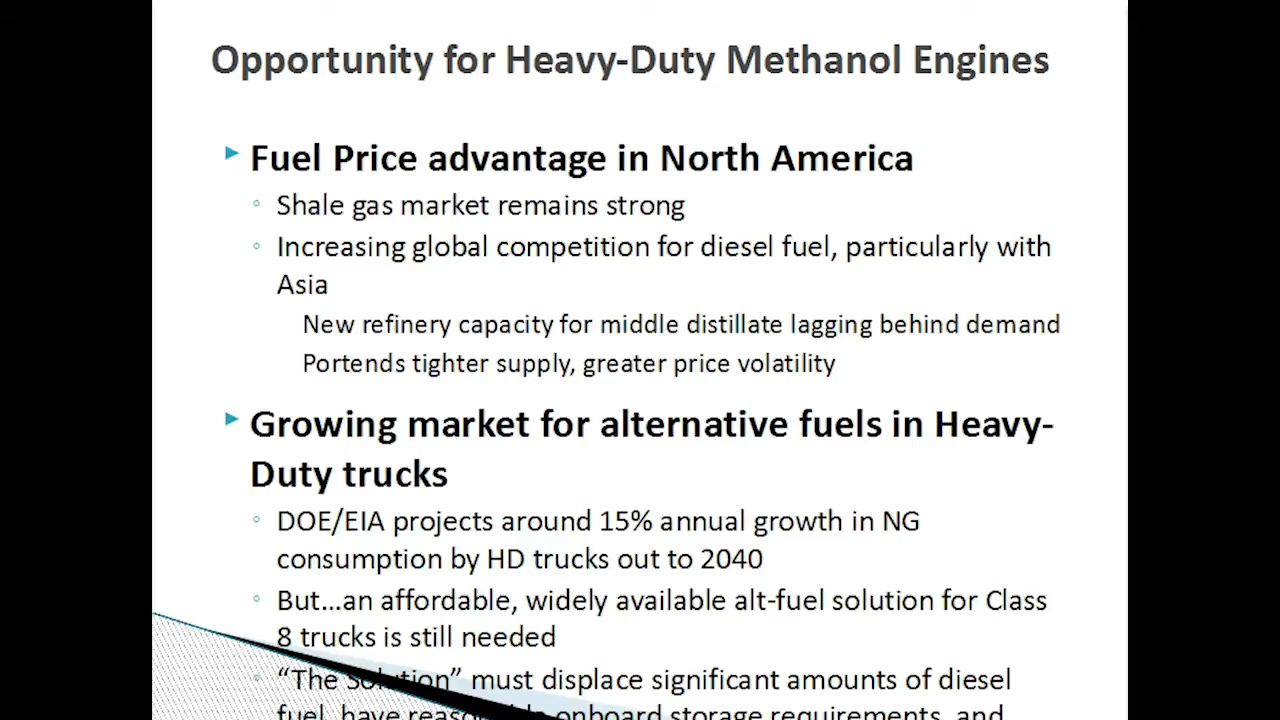 Opportunity for Heavy-Duty Methanol Engines
Fuel Price advantage in North America
Shale gas market remains strong
Increasing global competition for diesel fuel, particularly with
Asia
New refinery capacity for middle distillate lagging behind demand
Portends tighter supply, greater price volatility
Growing market for alternative fuels in Heavy-
Duty trucks
DOE/EIA projects around 15% annual growth in NG
consumption by HD trucks out to 2040
But...an affordable, widely available alt-fuel solution for Class
8 trucks is still needed
“The Solution” must displace significant amounts of diesel
fuel, have reasonable onboard storage requirements, and